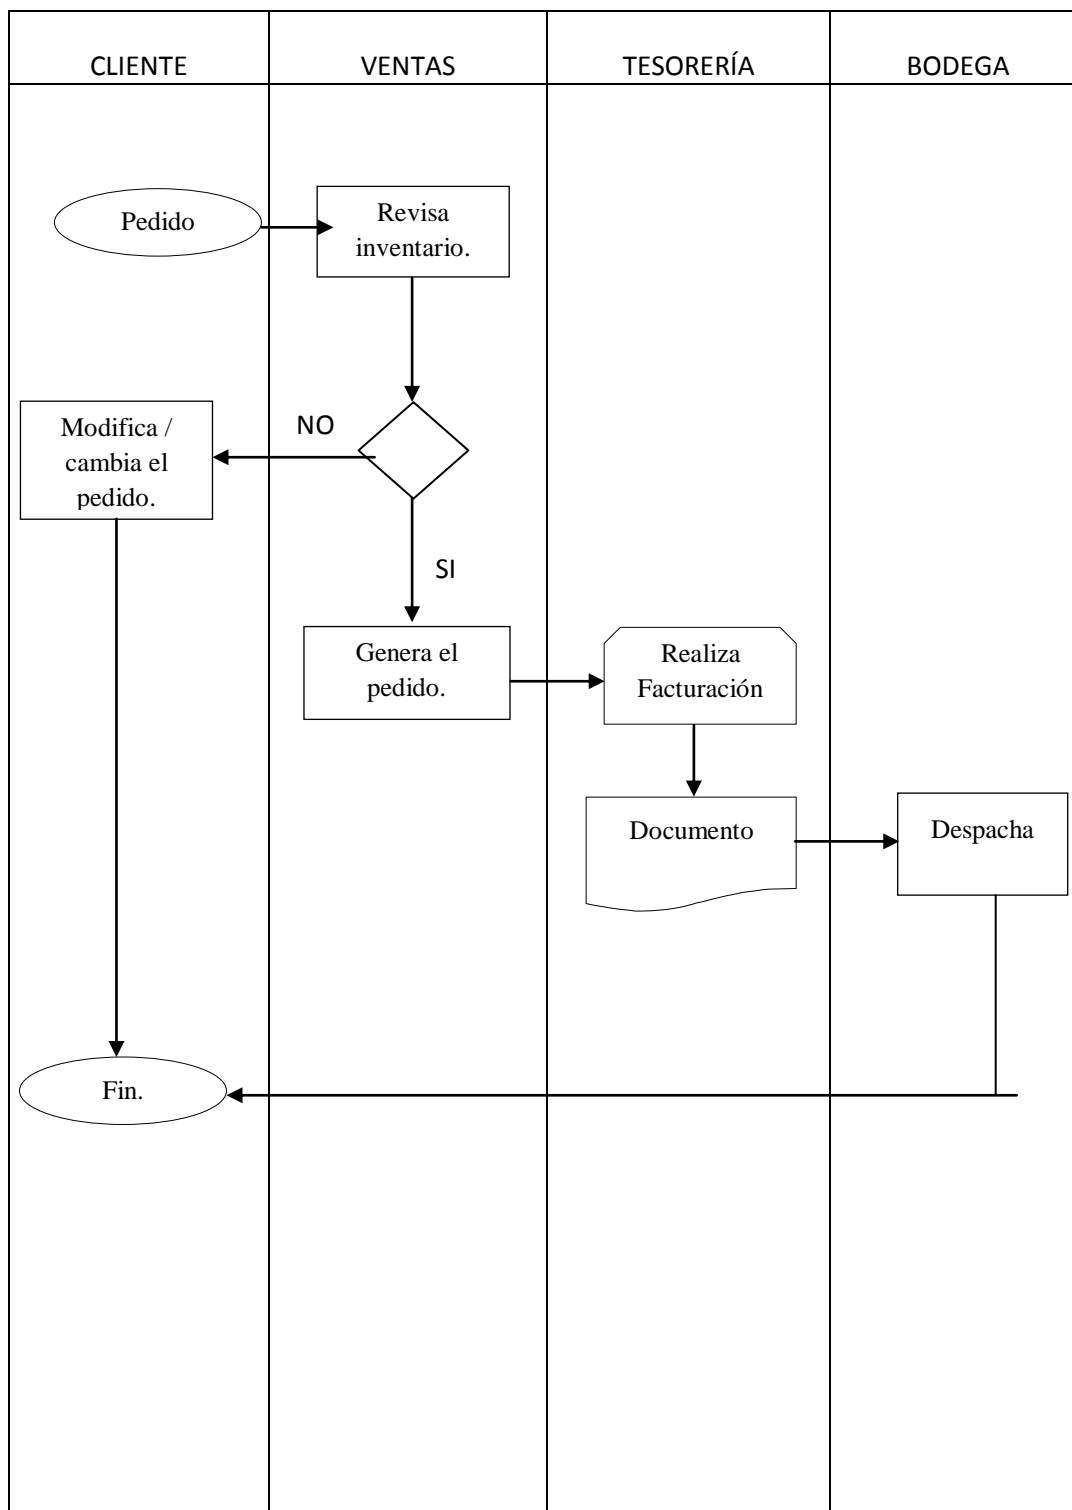 CLIENTE
VENTAS
TESORERÍA
BODEGA
Pedido
Revisa
inventario.
Modifica /
cambia el
pedido.
NO
SI
Genera el
pedido.
Realiza
Facturación
Documento
Despacha
Fin.